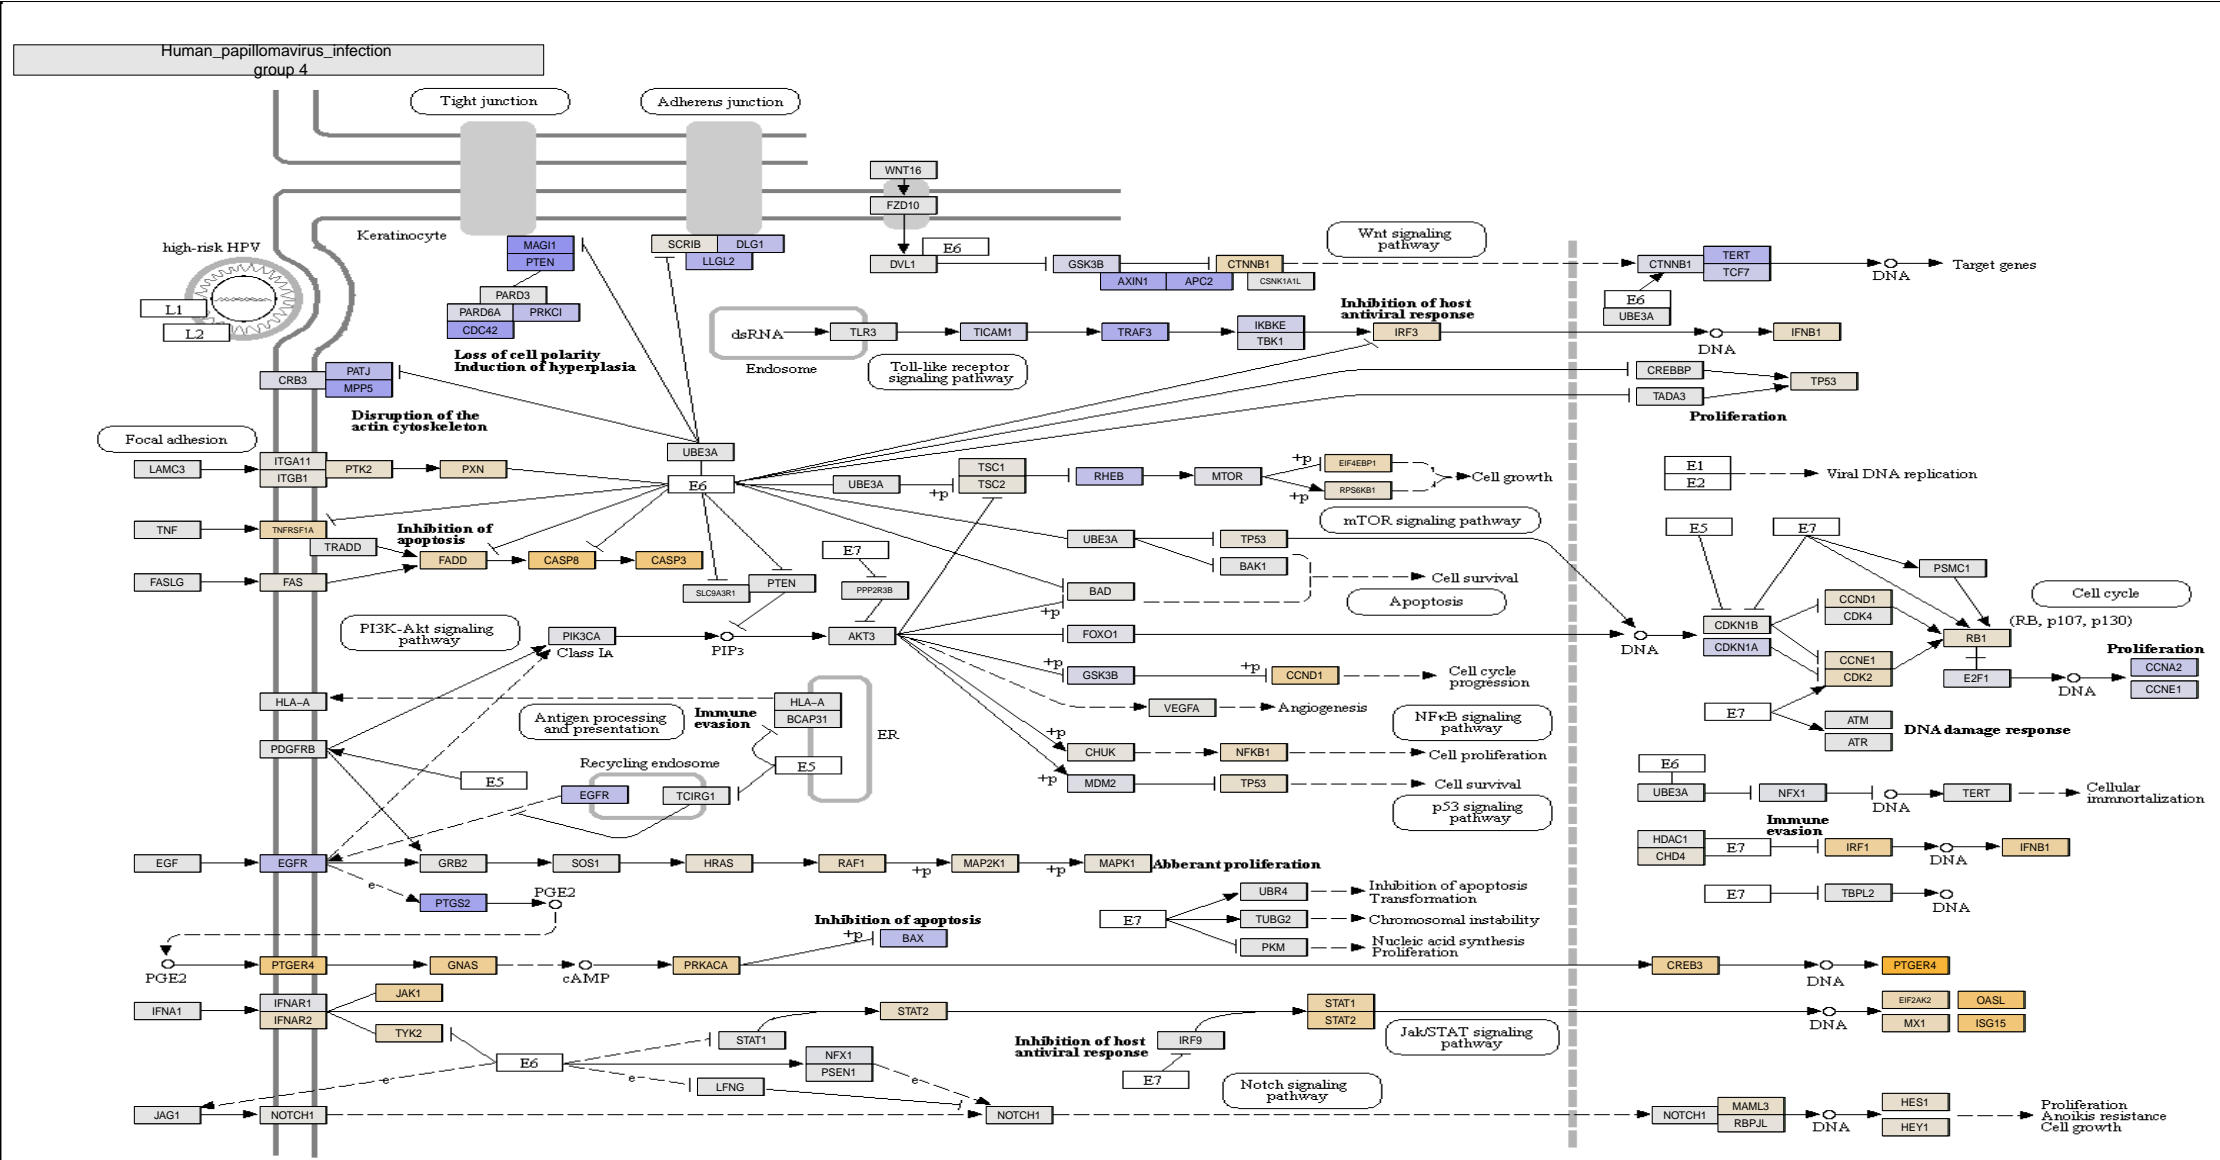 Human_papillomavirus_infection
group 4
Tight junction
Adherens junction
WNT16
FZD10
Keratinocyte
high-risk HPV
L1
L2
MAGI1
PTEN
PARD3
PARD6A
PRKCI
CDC42
SCRIB
DLG1
LLGL2
E6
DVL1
GSK3B
AXIN1
APC2
CTNNB1
CSNK1A1L
Wnt signaling
pathway
CTNNB1
TERT
TCF7
E6
UBE3A
DNA
Target genes
Loss of cell polarity
Induction of hyperplasia
dsRNA
Endosome
TLR3
TICAM1
TRAF3
IKBKE
TBK1
Inhibition of host
antiviral response
IRF3
DNA
IFNB1
Toll-like receptor
signaling pathway
CRB3
PATJ
MPP5
Disruption of the
actin cytoskeleton
CREBBP
TADA3
TP53
Proliferation
Focal adhesion
LAMC3
ITGA11
ITGB1
PTK2
PXN
UBE3A
E6
UBE3A
+p
TSC1
TSC2
RHEB
MTOR
+p
+p
EIF4EBP1
RPS6KB1
Cell growth
mTOR signaling pathway
E1
E2
Viral DNA replication
TNF
TNFRSF1A
TRADD
Inhibition of
apoptosis
FADD
CASP8
CASP3
FASLG
FAS
SLC9A3R1
PTEN
E7
PPP2R3B
UBE3A
TP53
BAK1
BAD
+p
Cell survival
Apoptosis
E5
E7
PSMC1
Cell cycle
(RB, p107, p130)
CDKN1B
CDKN1A
CCND1
CDK4
CCNE1
CDK2
RB1
E2F1
DNA
Proliferation
CCNA2
CCNE1
E7
ATM
ATR
DNA damage response
PI3K-Akt signaling
pathway
PIK3CA
Class IA
PIP3
AKT3
FOXO1
DNA
+p
GSK3B
+p
CCND1
Cell cycle
progression
VEGFA
Angiogenesis
NFκB signaling
pathway
+p
CHUK
NFKB1
Cell proliferation
+p
MDM2
TP53
Cell survival
p53 signaling
pathway
HLA-A
HLA-A
BCAP31
Immune
evasion
Antigen processing
and presentation
ER
E5
PDGFRB
E5
Recycling endosome
EGFR
TCIRG1
E6
UBE3A
NFX1
DNA
TERT
Cellular
immnortalization
HDAC1
CHD4
E7
Immune
evasion
IRF1
DNA
IFNB1
E7
TBPL2
DNA
EGF
EGFR
GRB2
SOS1
HRAS
RAF1
+p
MAP2K1
+p
MAPK1
Abberant proliferation
e
PTGS2
PGE2
E7
UBR4
TUBG2
PKM
Inhibition of apoptosis
Transformation
Chromosomal instability
Nucleic acid synthesis
Proliferation
Inhibition of apoptosis
+p
BAX
PGE2
PTGER4
GNAS
cAMP
PRKACA
CREB3
DNA
PTGER4
IFNA1
IFNAR1
IFNAR2
JAK1
TYK2
STAT2
STAT1
STAT1
STAT2
Jak/STAT signaling
pathway
DNA
EIF2AK2
OASL
MX1
ISG15
Inhibition of host
antiviral response
IRF9
E7
E6
NFX1
PSEN1
LFNG
e
e
e
Notch signaling
pathway
JAG1
NOTCH1
NOTCH1
NOTCH1
MAML3
RBPJL
DNA
HES1
HEY1
Proliferation
Anoikis resistance
Cell growth